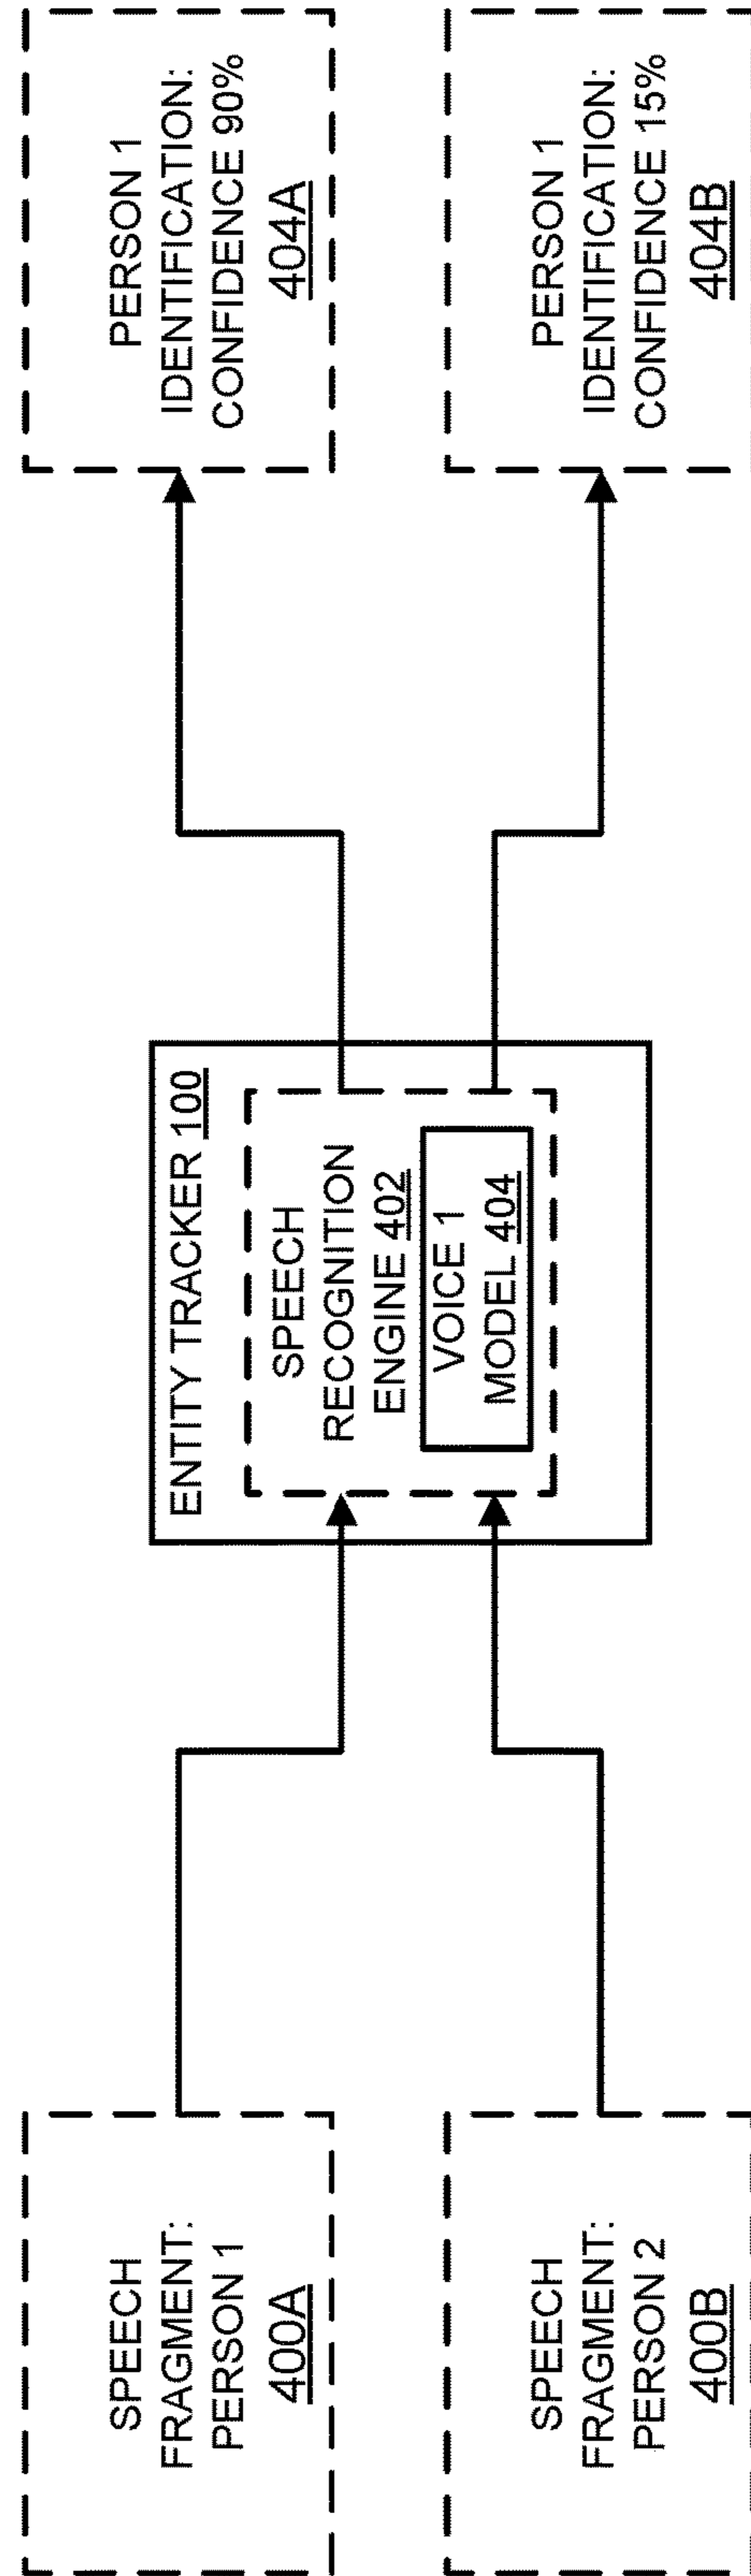 SPEECH
FRAGMENT:
PERSON 1
400A
SPEECH
FRAGMENT:
PERSON 2
400B
ENTITY TRACKER 100
SPEECH
RECOGNITION
ENGINE 402
VOICE 1
MODEL 404
PERSON 1
IDENTIFICATION:
CONFIDENCE 90%
404A
PERSON 1
IDENTIFICATION:
CONFIDENCE 15%
404B